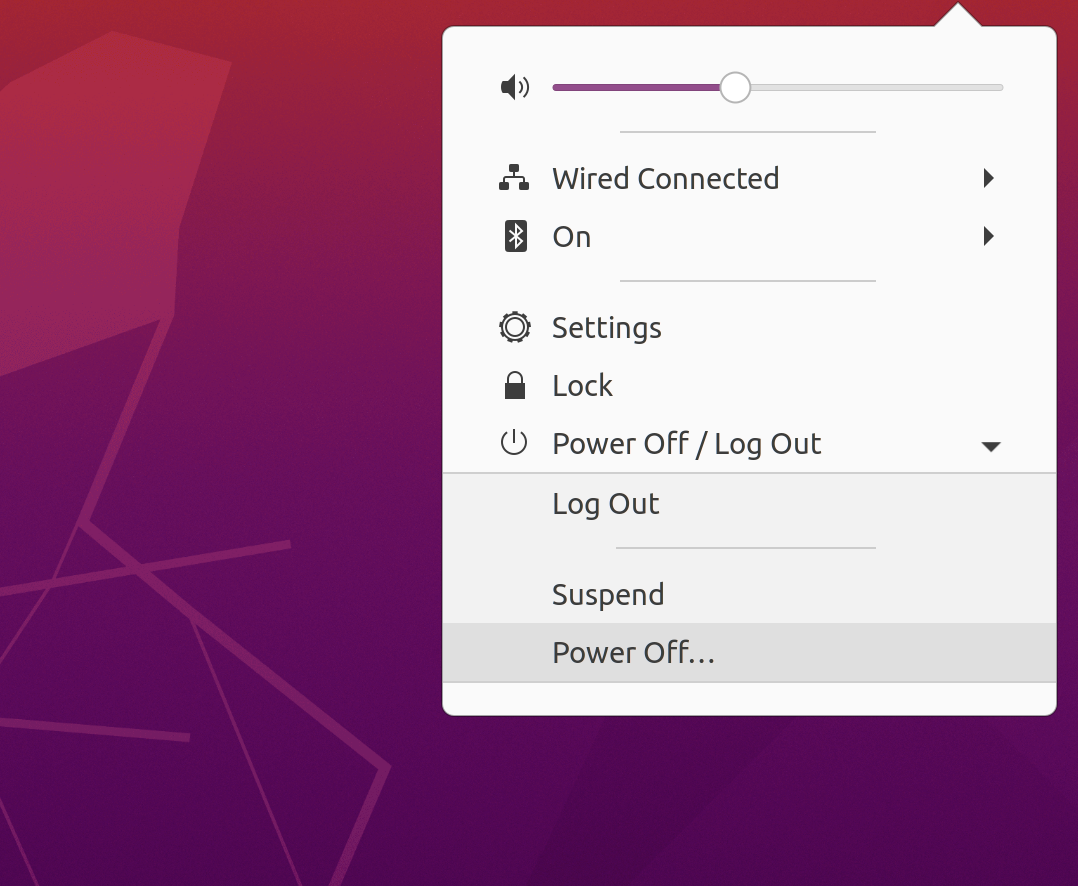 Wired Connected
On
Settings
Lock
Power Off / Log Out
Log Out
Suspend
Power Off...